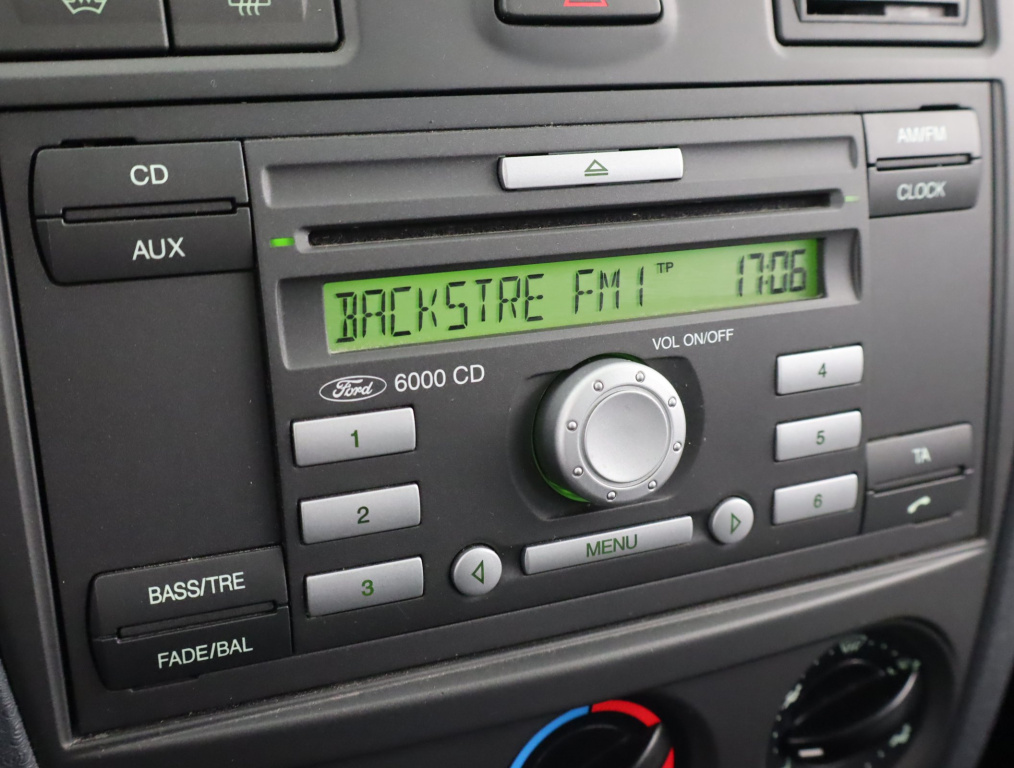 AM/FM
CD
CLOCK
AUX
BACKSTRE FM1 TP 17:06
VOL ON/OFF
Ford 6000 CD
4
1
5
TA
2
6
MENU
3
BASS/TRE
FADE/BAL